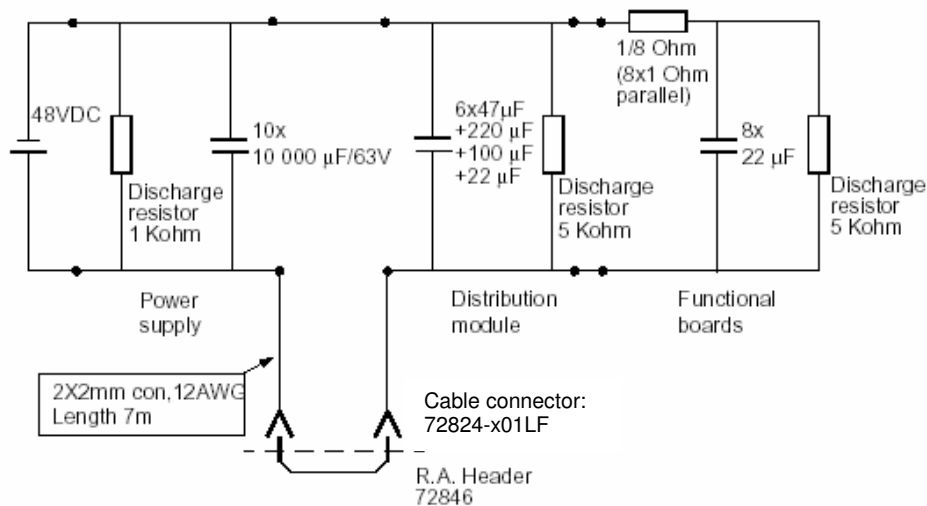 48VDC
Discharge
resistor
1 Kohm
10x
10 000 µF/63V
6x47µF
+220 µF
+100 µF
+22 µF
Discharge
resistor
5 Kohm
1/8 Ohm
(8x1 Ohm
parallel)
8x
22 µF
Discharge
resistor
5 Kohm
Power
supply
Distribution
module
Functional
boards
2X2mm con,12AWG
Length 7m
Cable connector:
72824-x01LF
R.A. Header
72846